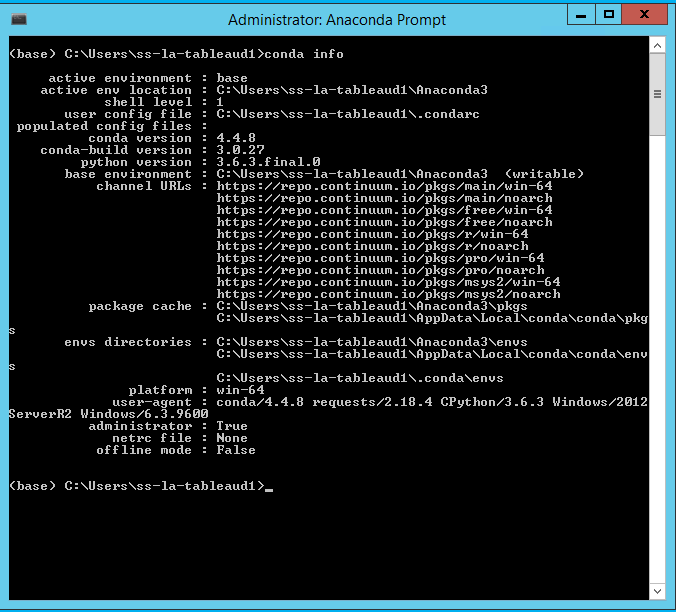 Administrator: Anaconda Prompt
(base) C:\Users\ss-la-tableaud1>conda info
active environment : base
active env location : C:\Users\ss-la-tableaud1\Anaconda3
shell level : 1
user config file : C:\Users\ss-la-tableaud1\.condarc
populated config files :
conda version : 4.4.8
conda-build version : 3.0.27
python version : 3.6.3.final.0
base environment : C:\Users\ss-la-tableaud1\Anaconda3  (writable)
channel URLs : https://repo.continuum.io/pkgs/main/win-64
https://repo.continuum.io/pkgs/main/noarch
https://repo.continuum.io/pkgs/free/win-64
https://repo.continuum.io/pkgs/free/noarch
https://repo.continuum.io/pkgs/r/win-64
https://repo.continuum.io/pkgs/r/noarch
https://repo.continuum.io/pkgs/pro/win-64
https://repo.continuum.io/pkgs/pro/noarch
https://repo.continuum.io/pkgs/msys2/win-64
https://repo.continuum.io/pkgs/msys2/noarch
package cache : C:\Users\ss-la-tableaud1\Anaconda3\pkgs
C:\Users\ss-la-tableaud1\AppData\Local\conda\conda\pkg
s
envs directories : C:\Users\ss-la-tableaud1\Anaconda3\envs
C:\Users\ss-la-tableaud1\AppData\Local\conda\conda\env
s
C:\Users\ss-la-tableaud1\.conda\envs
platform : win-64
user-agent : conda/4.4.8 requests/2.18.4 CPython/3.6.3 Windows/2012
ServerR2 Windows/6.3.9600
administrator : True
netrc file : None
offline mode : False
(base) C:\Users\ss-la-tableaud1>_